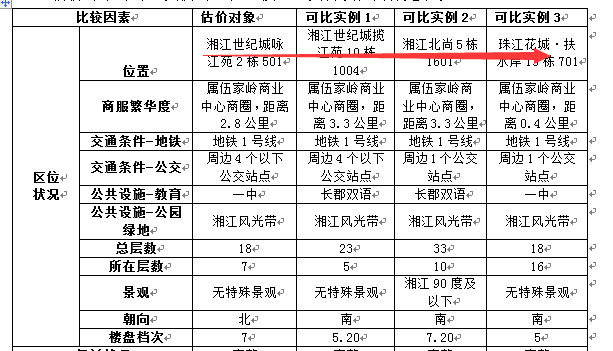 比较因素 估价对象 可比实例 1 可比实例 2 可比实例 3
湘江世纪城咏 湘江世纪城揽 湘江北尚 5 栋 珠江花城·扶
位置 江苑 2 栋 501 江苑 10 栋 1601 水岸 15 栋 701
1004
属伍家岭商业 属伍家岭商业 属伍家岭商 属伍家岭商业
商服繁华度 中心商圈，距离 中心商圈，距 业中心商圈， 中心商圈，距
2.8 公里 离 3.3 公里 距离 3.3 公里 离 0.4 公里
交通条件-地铁 地铁 1 号线 地铁 1 号线 地铁 1 号线 地铁 1 号线
交通条件-公交 周边 4 个以下 周边 4 个以下 周边 1 个公交 周边 1 个公交
公交站点 公交站点 站点 站点
区位
状况
公共设施-教育 一中 长郡双语 长郡双语 一中
公共设施-公园 湘江风光带 湘江风光带 湘江风光带 湘江风光带
绿地
总层数 18 23 33 18
所在层数 7 5 10 16
景观 无特殊景观 无特殊景观 湘江 90 度及 无特殊景观
以下
朝向 北 南 南 南
楼盘档次 7 5.20 7.20 5